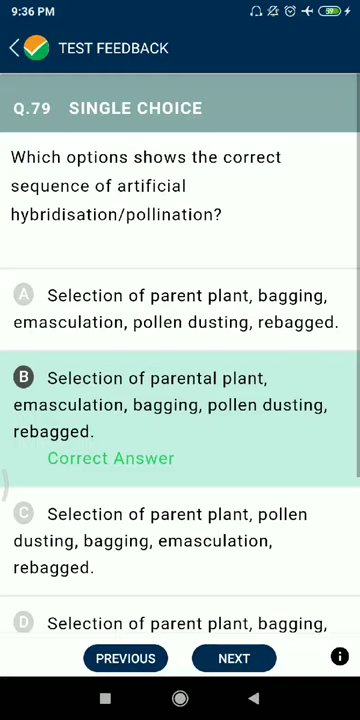 9:36 PM
59
TEST FEEDBACK
Q.79 SINGLE CHOICE
Which options shows the correct
sequence of artificial
hybridisation/pollination?
A Selection of parent plant, bagging,
emasculation, pollen dusting, rebagged.
B Selection of parental plant,
emasculation, bagging, pollen dusting,
rebagged.
Correct Answer
C Selection of parent plant, pollen
dusting, bagging, emasculation,
rebagged.
D Selection of parent plant, bagging,
PREVIOUS NEXT